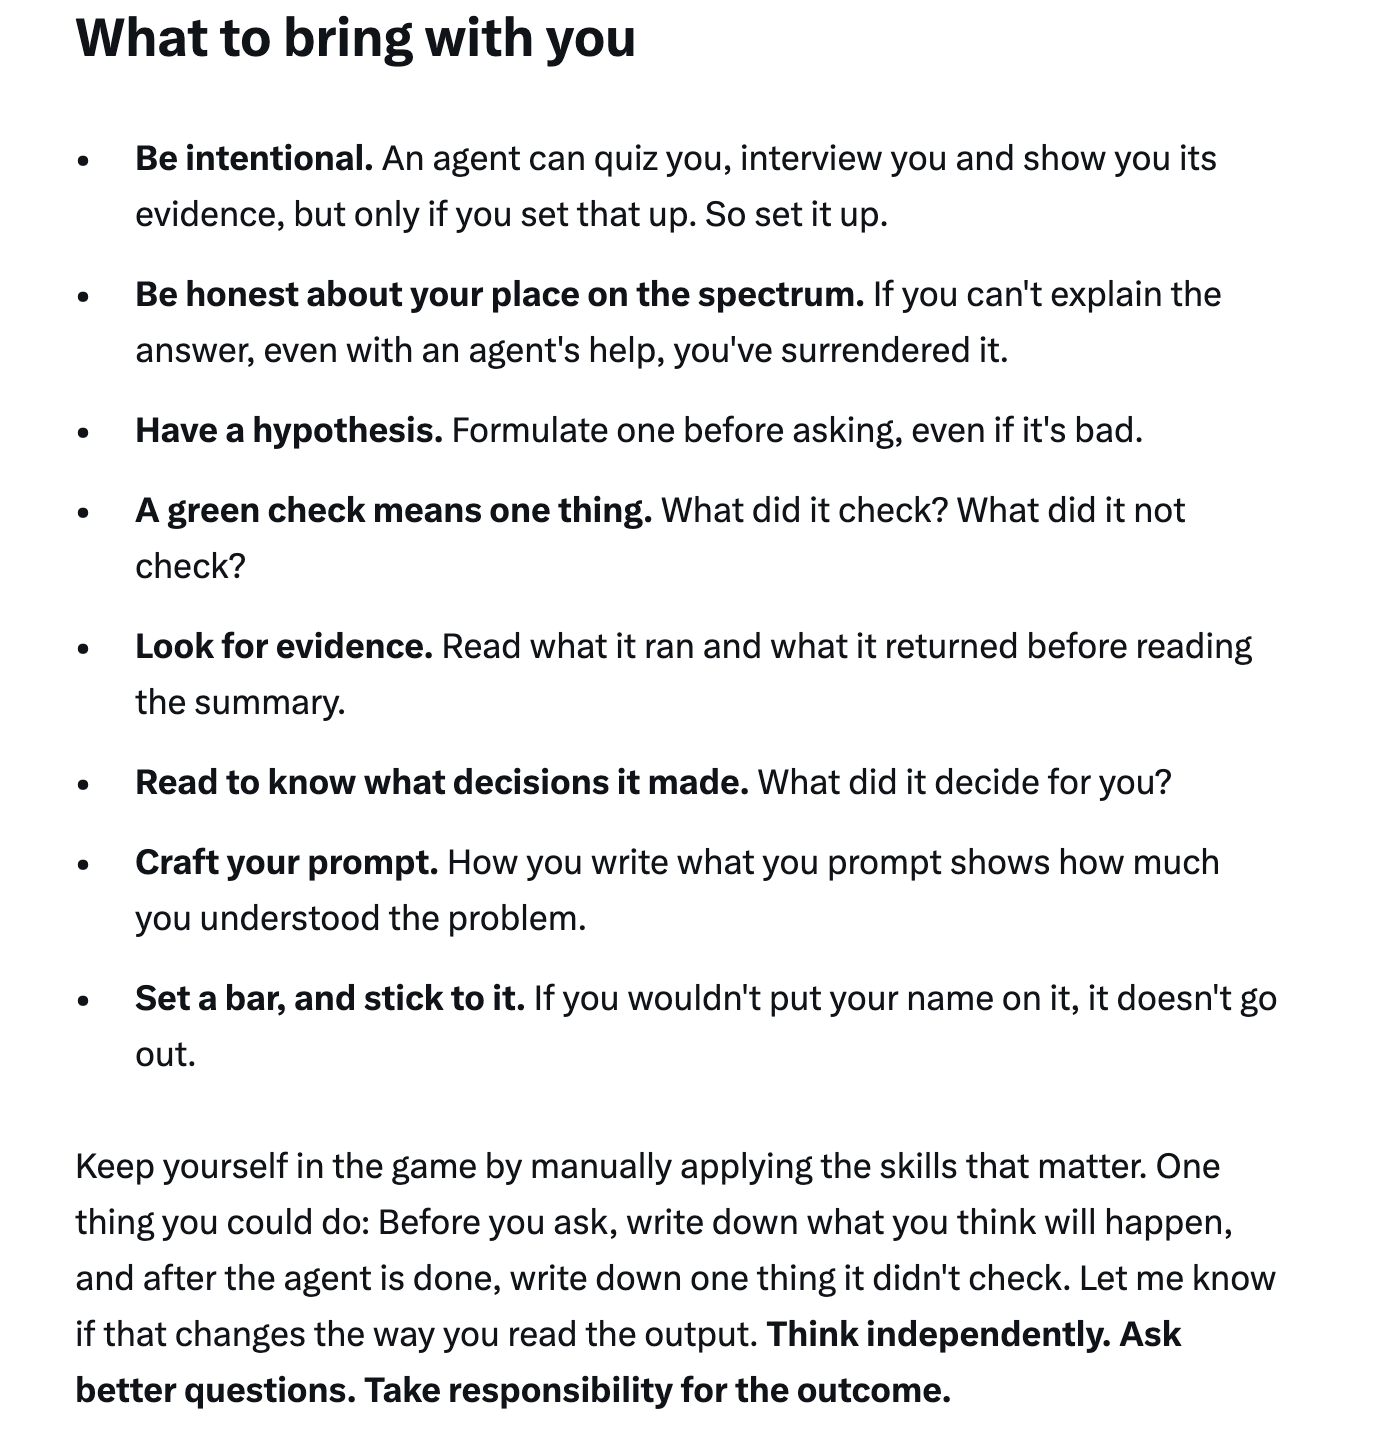 What to bring with you
• Be intentional. An agent can quiz you, interview you and show you its
evidence, but only if you set that up. So set it up.
• Be honest about your place on the spectrum. If you can't explain the
answer, even with an agent's help, you've surrendered it.
• Have a hypothesis. Formulate one before asking, even if it's bad.
• A green check means one thing. What did it check? What did it not
check?
• Look for evidence. Read what it ran and what it returned before reading
the summary.
• Read to know what decisions it made. What did it decide for you?
• Craft your prompt. How you write what you prompt shows how much
you understood the problem.
• Set a bar, and stick to it. If you wouldn't put your name on it, it doesn't go
out.
Keep yourself in the game by manually applying the skills that matter. One
thing you could do: Before you ask, write down what you think will happen,
and after the agent is done, write down one thing it didn't check. Let me know
if that changes the way you read the output. Think independently. Ask
better questions. Take responsibility for the outcome.